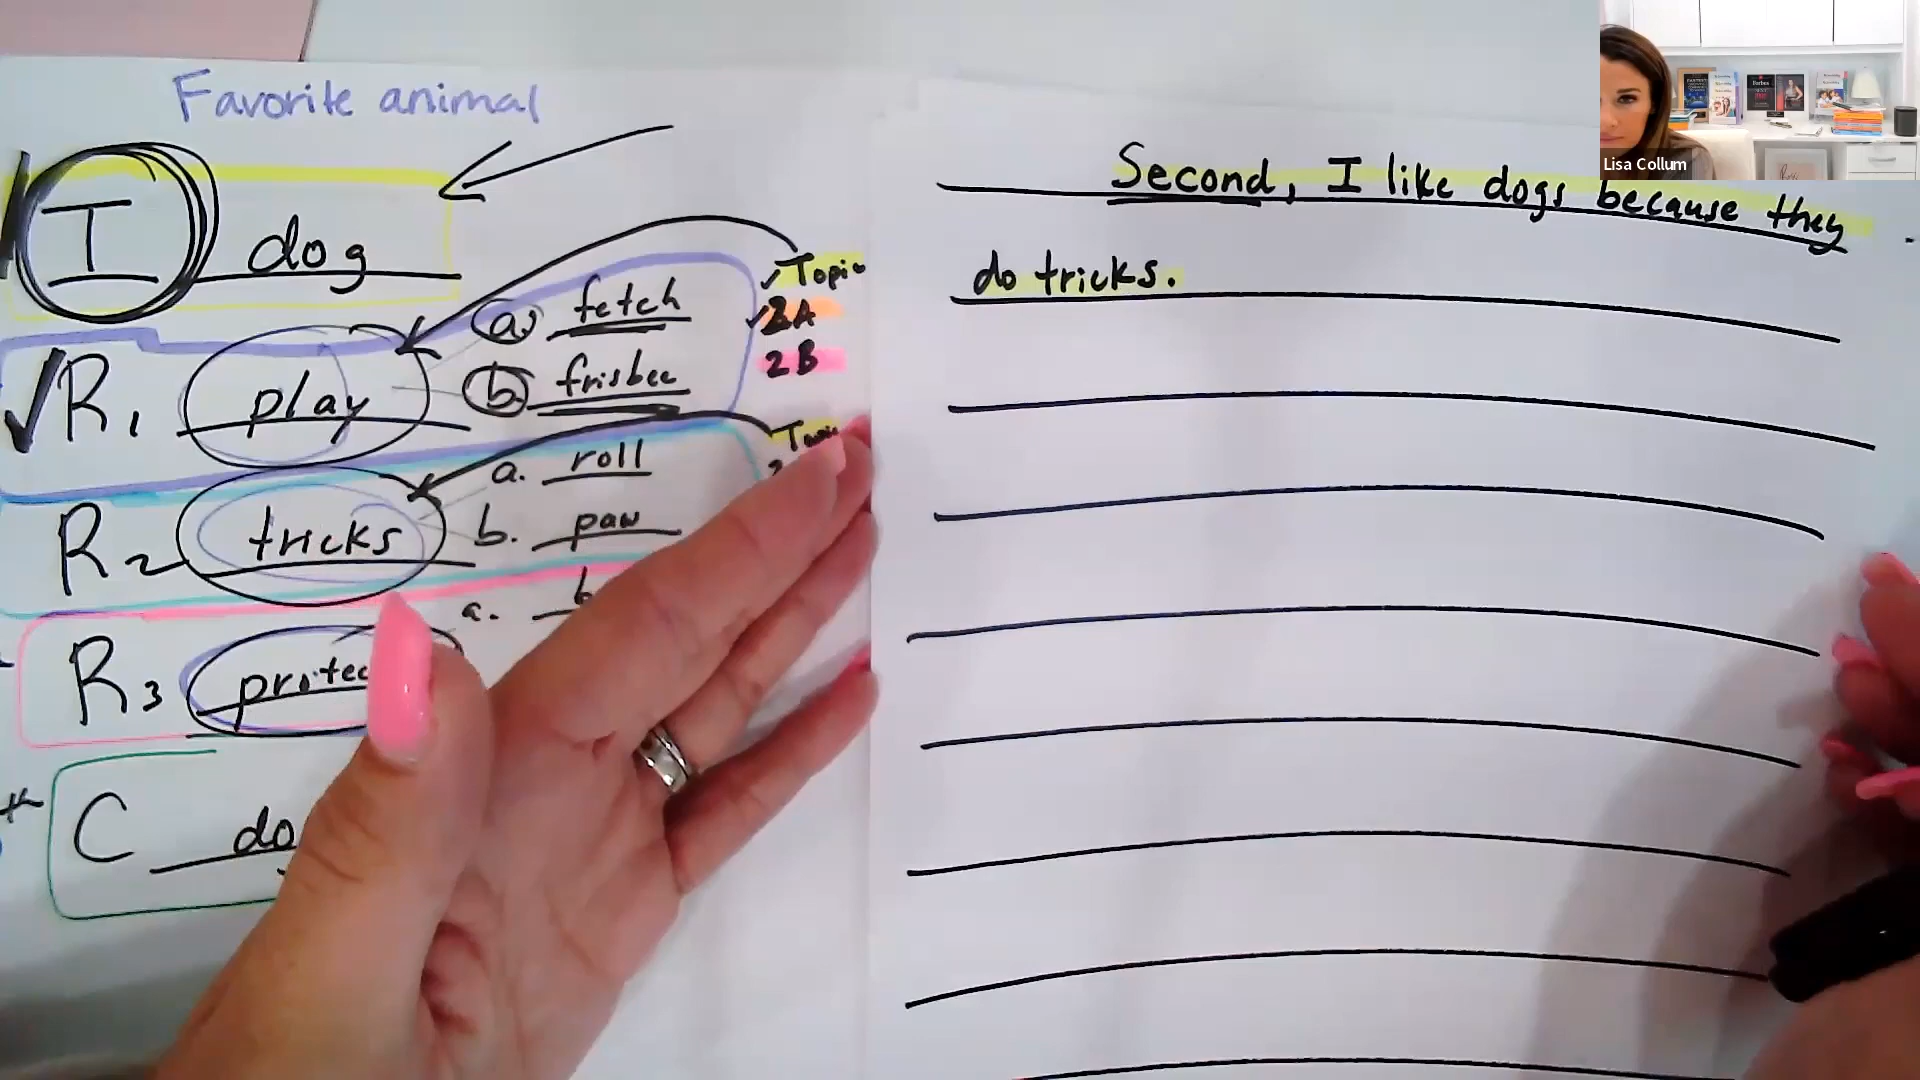 Favorite animal
I dog
R1 play
a. fetch
b. frisbee
Topic
2A
2B
R2 tricks
a. roll
b. paw
R3
a.
C
Second, I like dogs because they
do tricks.
Lisa Collum